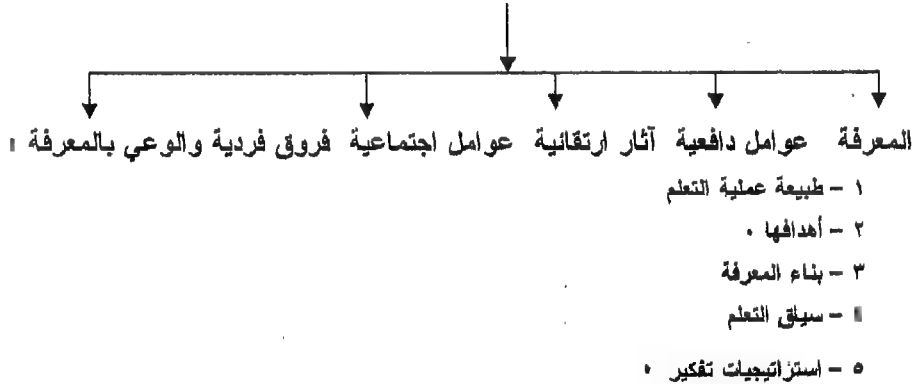 المعرفة عوامل دافعية آثار ارتقائية عوامل اجتماعية فروق فردية والوعي بالمعرفة
١ – طبيعة عملية التعلم
٢ – أهدافها .
٣ – بناء المعرفة
– سياق التعلم
٥ – استراتيجيات تفكير .